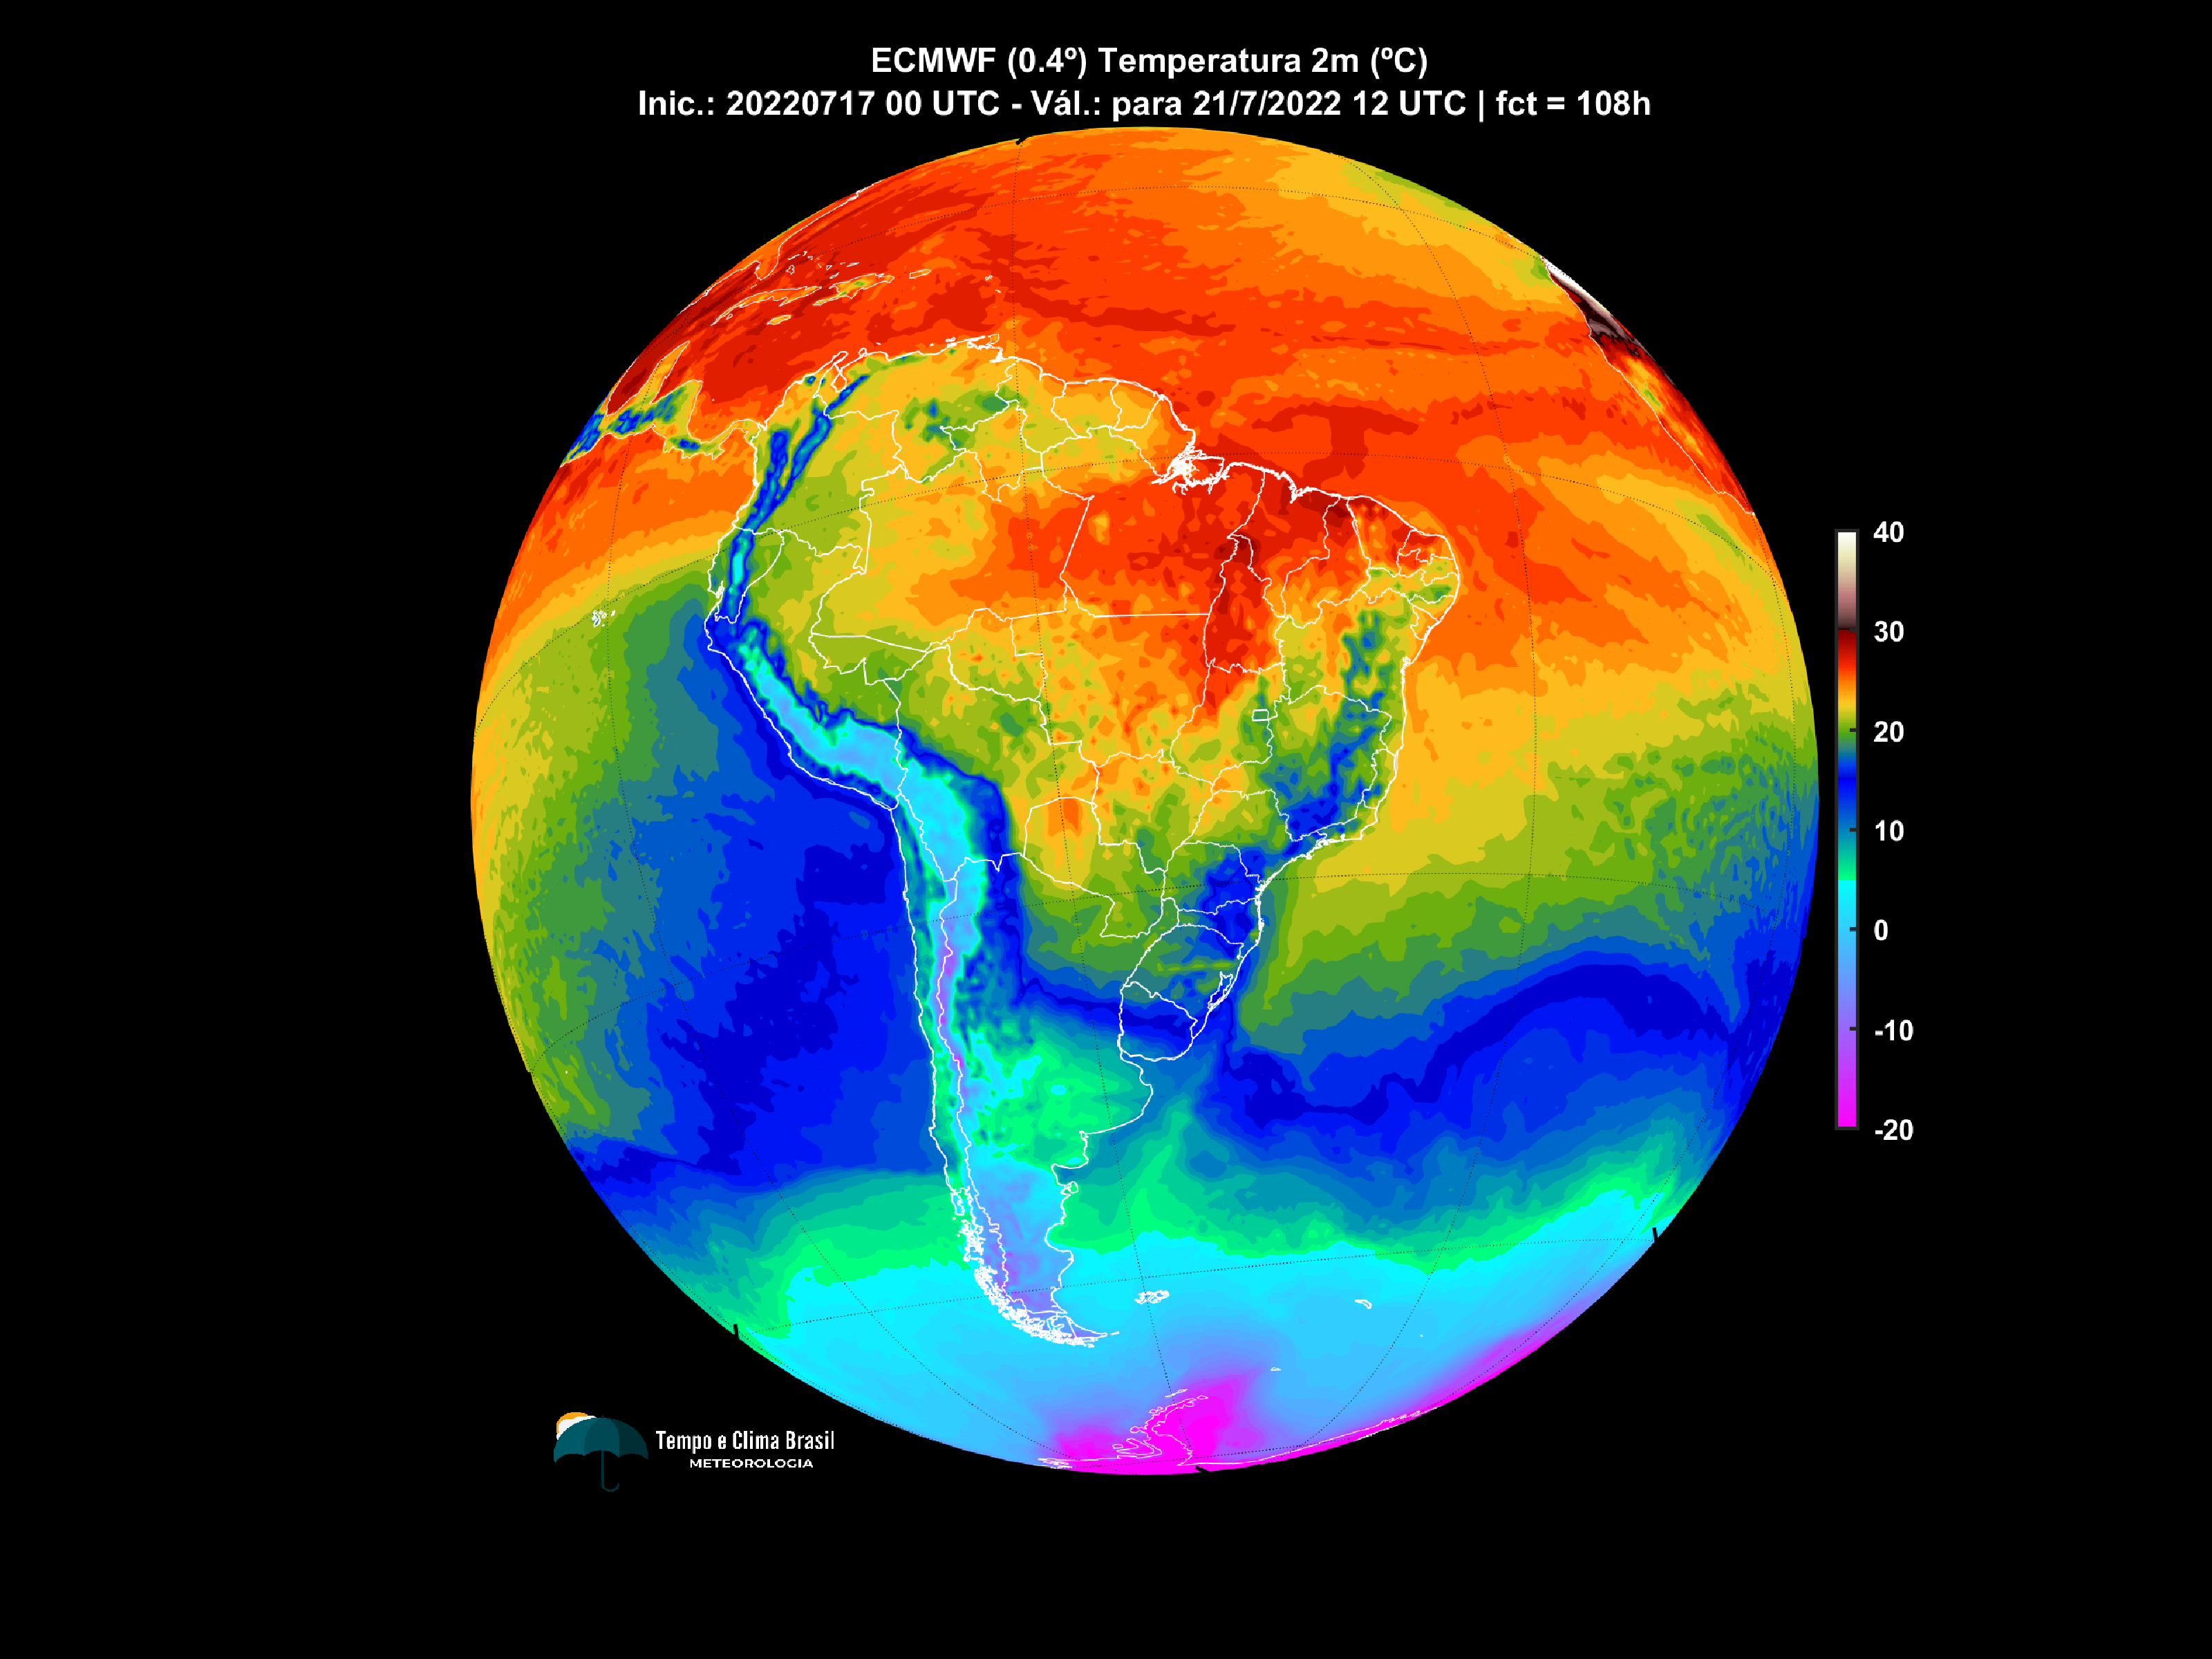 ECMWF (0.4º) Temperatura 2m (ºC)
Inic.: 20220717 00 UTC - Vál.: para 21/7/2022 12 UTC | fct = 108h
40
30
20
10
0
-10
-20
Tempo e Clima Brasil
METEOROLOGIA